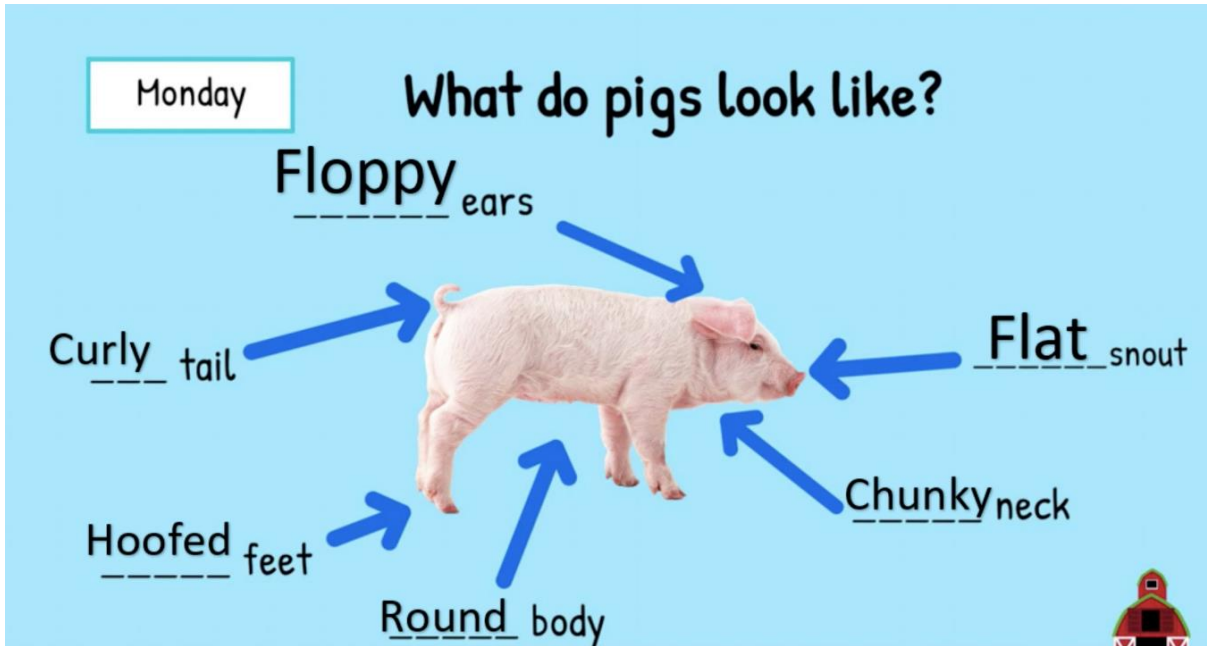 Monday
What do pigs look like?
Floppy ears
Curly tail
Flat snout
Chunky neck
Hoofed feet
Round body